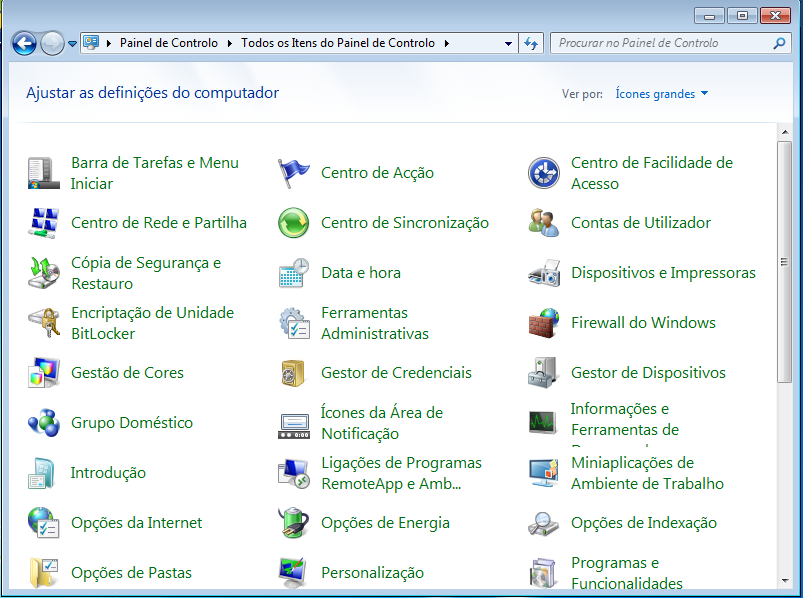 Painel de Controlo
Todos os Itens do Painel de Controlo
Procurar no Painel de Controlo
Ajustar as definições do computador
Ver por:
Ícones grandes
Barra de Tarefas e Menu
Iniciar
Centro de Acção
Centro de Facilidade de
Acesso
Centro de Rede e Partilha
Centro de Sincronização
Contas de Utilizador
Cópia de Segurança e
Restauro
Data e hora
Dispositivos e Impressoras
Encriptação de Unidade
BitLocker
Ferramentas
Administrativas
Firewall do Windows
Gestão de Cores
Gestor de Credenciais
Gestor de Dispositivos
Grupo Doméstico
Ícones da Área de
Notificação
Informações e
Ferramentas de
Introdução
Ligações de Programas
RemoteApp e Amb...
Miniaplicações de
Ambiente de Trabalho
Opções da Internet
Opções de Energia
Opções de Indexação
Opções de Pastas
Personalização
Programas e
Funcionalidades